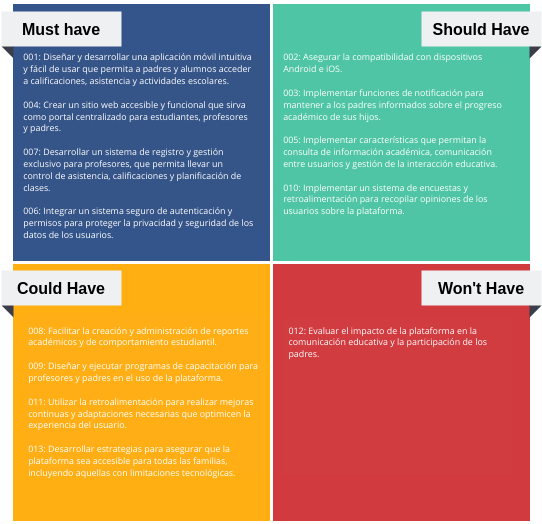 Must have
001: Diseñar y desarrollar una aplicación móvil intuitiva
y fácil de usar que permita a padres y alumnos acceder
a calificaciones, asistencia y actividades escolares.
004: Crear un sitio web accesible y funcional que sirva
como portal centralizado para estudiantes, profesores
y padres.
007: Desarrollar un sistema de registro y gestión
exclusivo para profesores, que permita llevar un
control de asistencia, calificaciones y planificación de
clases.
006: Integrar un sistema seguro de autenticación y
permisos para proteger la privacidad y seguridad de los
datos de los usuarios.
Should Have
002: Asegurar la compatibilidad con dispositivos
Android e iOS.
003: Implementar funciones de notificación para
mantener a los padres informados sobre el progreso
académico de sus hijos.
005: Implementar características que permitan la
consulta de información académica, comunicación
entre usuarios y gestión de la interacción educativa.
010: Implementar un sistema de encuestas y
retroalimentación para recopilar opiniones de los
usuarios sobre la plataforma.
Could Have
008: Facilitar la creación y administración de reportes
académicos y de comportamiento estudiantil.
009: Diseñar y ejecutar programas de capacitación para
profesores y padres en el uso de la plataforma.
011: Utilizar la retroalimentación para realizar mejoras
continuas y adaptaciones necesarias que optimicen la
experiencia del usuario.
013: Desarrollar estrategias para asegurar que la
plataforma sea accesible para todas las familias,
incluyendo aquellas con limitaciones tecnológicas.
Won't Have
012: Evaluar el impacto de la plataforma en la
comunicación educativa y la participación de los
padres.